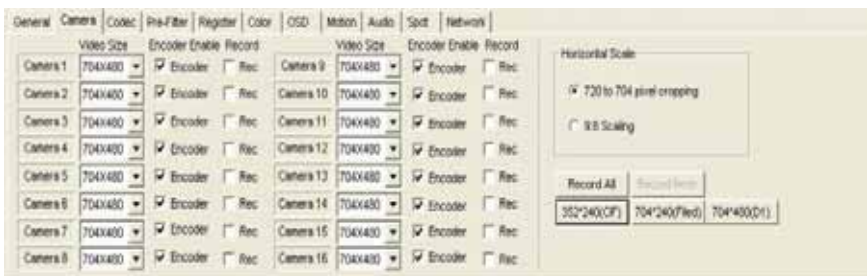 General Camera Codec Pre-Filter Register Color OSD Motion Audio Spot Network
Video Size Encoder Enable Record Video Size Encoder Enable Record
Camera 1 704X480 Encoder Rec Camera 9 704X480 Encoder Rec
Camera 2 704X480 Encoder Rec Camera 10 704X480 Encoder Rec
Camera 3 704X480 Encoder Rec Camera 11 704X480 Encoder Rec
Camera 4 704X480 Encoder Rec Camera 12 704X480 Encoder Rec
Camera 5 704X480 Encoder Rec Camera 13 704X480 Encoder Rec
Camera 6 704X480 Encoder Rec Camera 14 704X480 Encoder Rec
Camera 7 704X480 Encoder Rec Camera 15 704X480 Encoder Rec
Camera 8 704X480 Encoder Rec Camera 16 704X480 Encoder Rec
Horizontal Scale
720 to 704 pixel cropping
9:8 Scaling
Record All
352*240(CIF) 704*240(Filed) 704*480(D1)